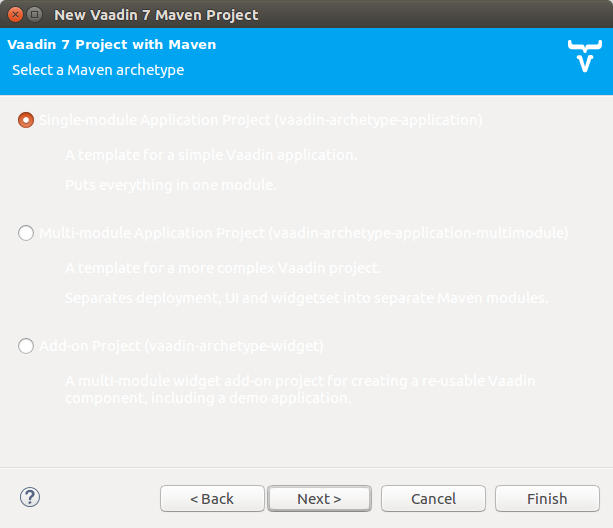 New Vaadin 7 Maven Project
Vaadin 7 Project with Maven
Select a Maven archetype
Single-module Application Project (vaadin-archetype-application)
A template for a simple Vaadin application.
Puts everything in one module.
Multi-module Application Project (vaadin-archetype-application-multimodule)
A template for a more complex Vaadin project.
Separates deployment, UI and widgetset into separate Maven modules.
Add-on Project (vaadin-archetype-widget)
A multi-module widget add-on project for creating a re-usable Vaadin
component, including a demo application.
? < Back Next > Cancel Finish